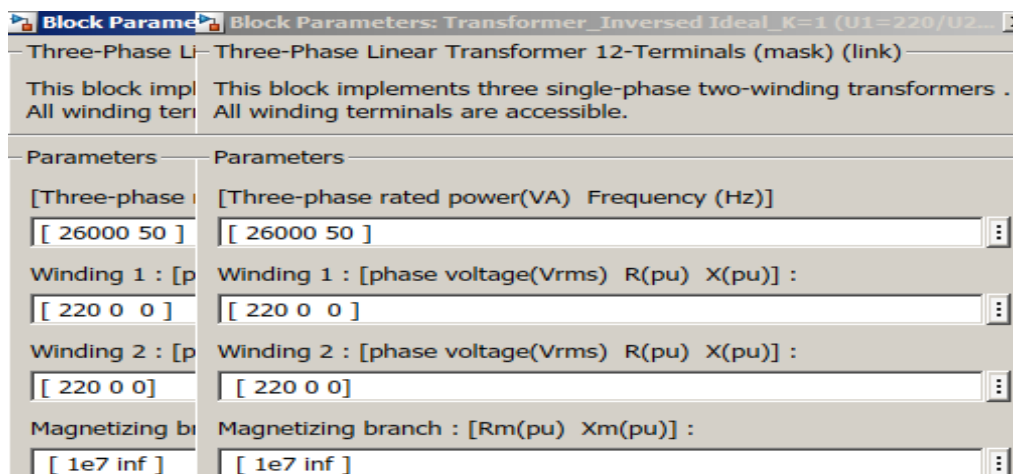 Block Parame Block Parameters: Transformer_Inversed Ideal_K=1 (U1=220/U2...
Three-Phase Li Three-Phase Linear Transformer 12-Terminals (mask) (link)
This block impl This block implements three single-phase two-winding transformers .
All winding teri All winding terminals are accessible.
Parameters Parameters
[Three-phase [Three-phase rated power(VA) Frequency (Hz)]
[ 26000 50 ] [ 26000 50 ]
Winding 1 : [p Winding 1 : [phase voltage(Vrms) R(pu) X(pu)] :
[ 220 0 0 ] [ 220 0 0 ]
Winding 2 : [p Winding 2 : [phase voltage(Vrms) R(pu) X(pu)] :
[ 220 0 0] [ 220 0 0]
Magnetizing br Magnetizing branch : [Rm(pu) Xm(pu)] :
[ 1e7 inf ] [ 1e7 inf ]